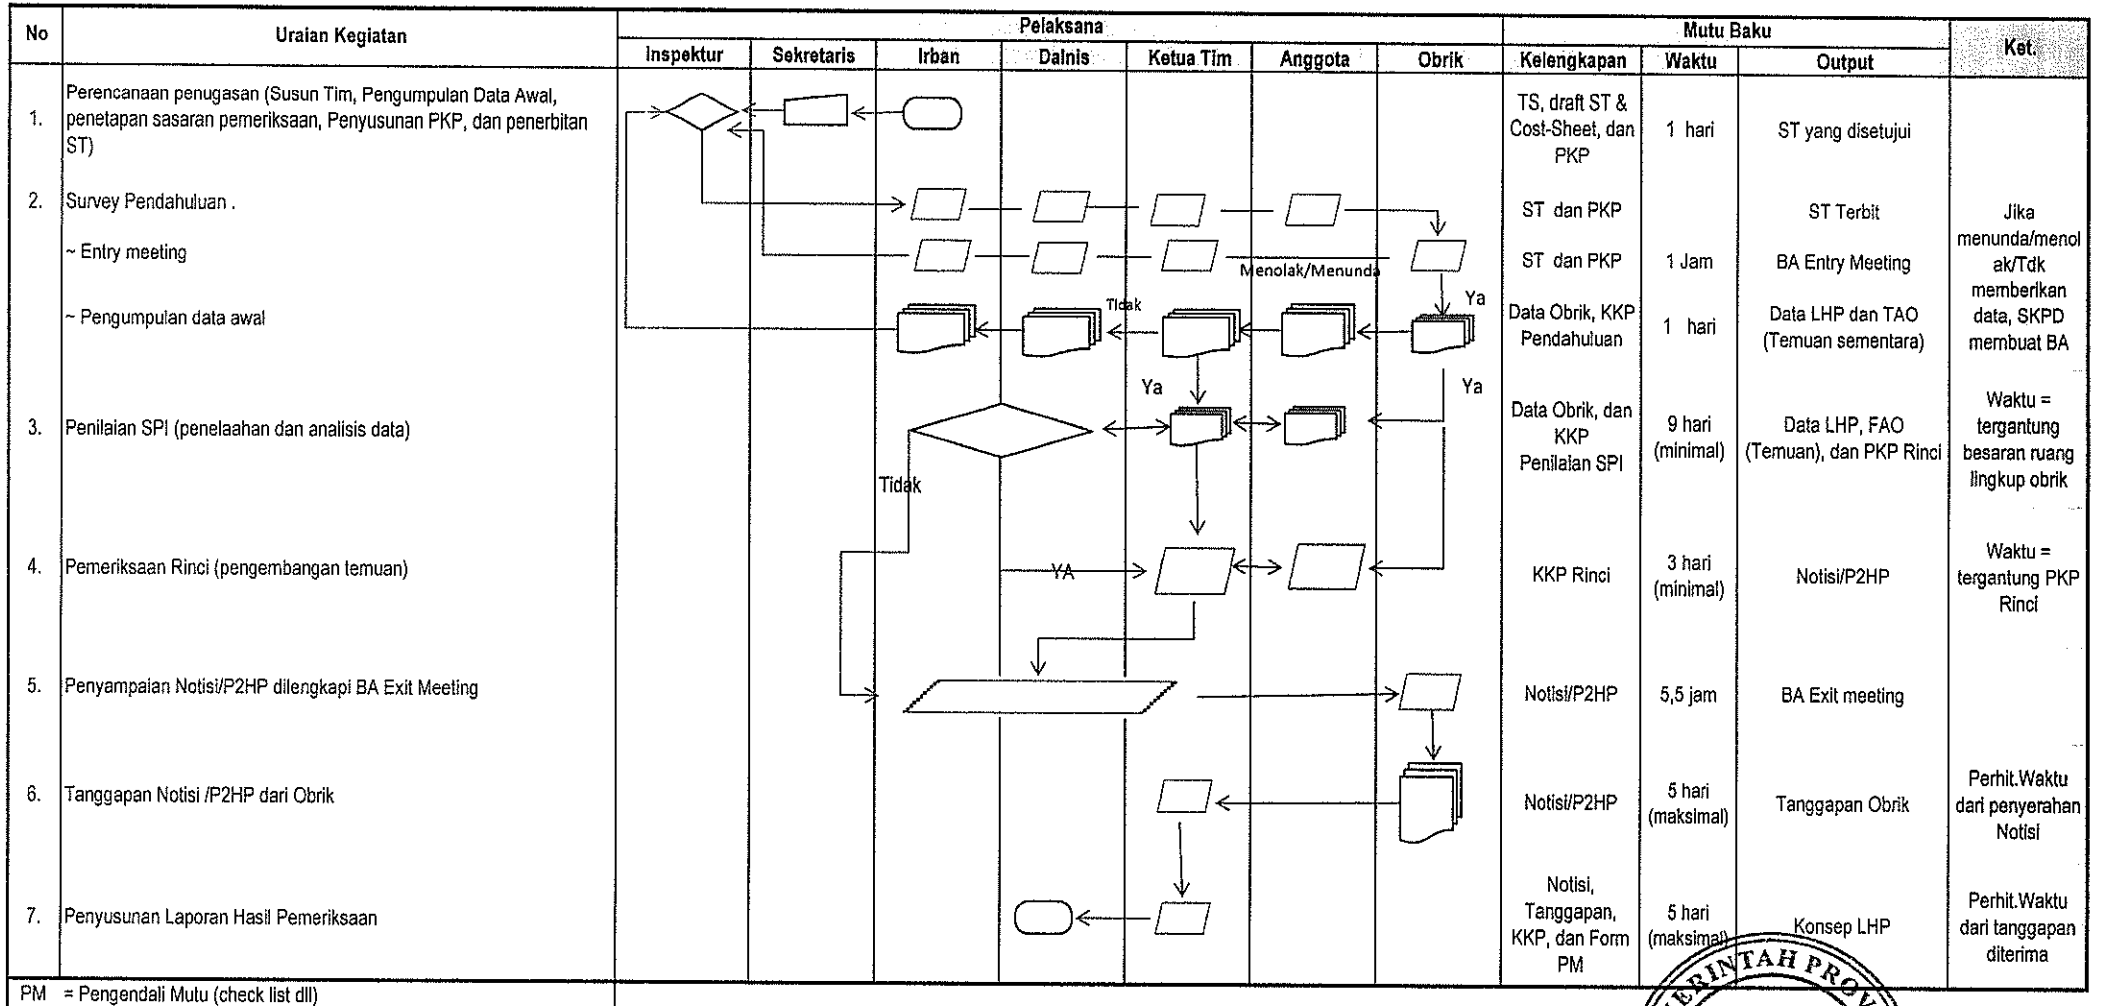 No
Uraian Kegiatan
Pelaksana
Mutu Baku
Ket.
Inspektur
Sekretaris
Irban
Dalnis
Ketua Tim
Anggota
Obrik
Kelengkapan
Waktu
Output
1.
Perencanaan penugasan (Susun Tim, Pengumpulan Data Awal,
penetapan sasaran pemeriksaan, Penyusunan PKP, dan penerbitan
ST)
TS, draft ST &
Cost-Sheet, dan
PKP
1 hari
ST yang disetujui
2.
Survey Pendahuluan .
ST dan PKP
ST Terbit
Jika
menunda/menol
ak/Tdk
memberikan
data, SKPD
membuat BA
~ Entry meeting
Menolak/Menunda
ST dan PKP
1 Jam
BA Entry Meeting
~ Pengumpulan data awal
Tidak
Ya
Data Obrik, KKP
Pendahuluan
1 hari
Data LHP dan TAO
(Temuan sementara)
Ya
Ya
3.
Penilaian SPI (penelaahan dan analisis data)
Tidak
Data Obrik, dan
KKP
Penilaian SPI
9 hari
(minimal)
Data LHP, FAO
(Temuan), dan PKP Rinci
Waktu =
tergantung
besaran ruang
lingkup obrik
4.
Pemeriksaan Rinci (pengembangan temuan)
YA
KKP Rinci
3 hari
(minimal)
Notisi/P2HP
Waktu =
tergantung PKP
Rinci
5.
Penyampaian Notisi/P2HP dilengkapi BA Exit Meeting
Notisi/P2HP
5,5 jam
BA Exit meeting
6.
Tanggapan Notisi /P2HP dari Obrik
Notisi/P2HP
5 hari
(maksimal)
Tanggapan Obrik
Perhit.Waktu
dari penyerahan
Notisi
7.
Penyusunan Laporan Hasil Pemeriksaan
Notisi,
Tanggapan,
KKP, dan Form
PM
5 hari
(maksimal)
Konsep LHP
Perhit.Waktu
dari tanggapan
diterima
PM = Pengendali Mutu (check list dll)